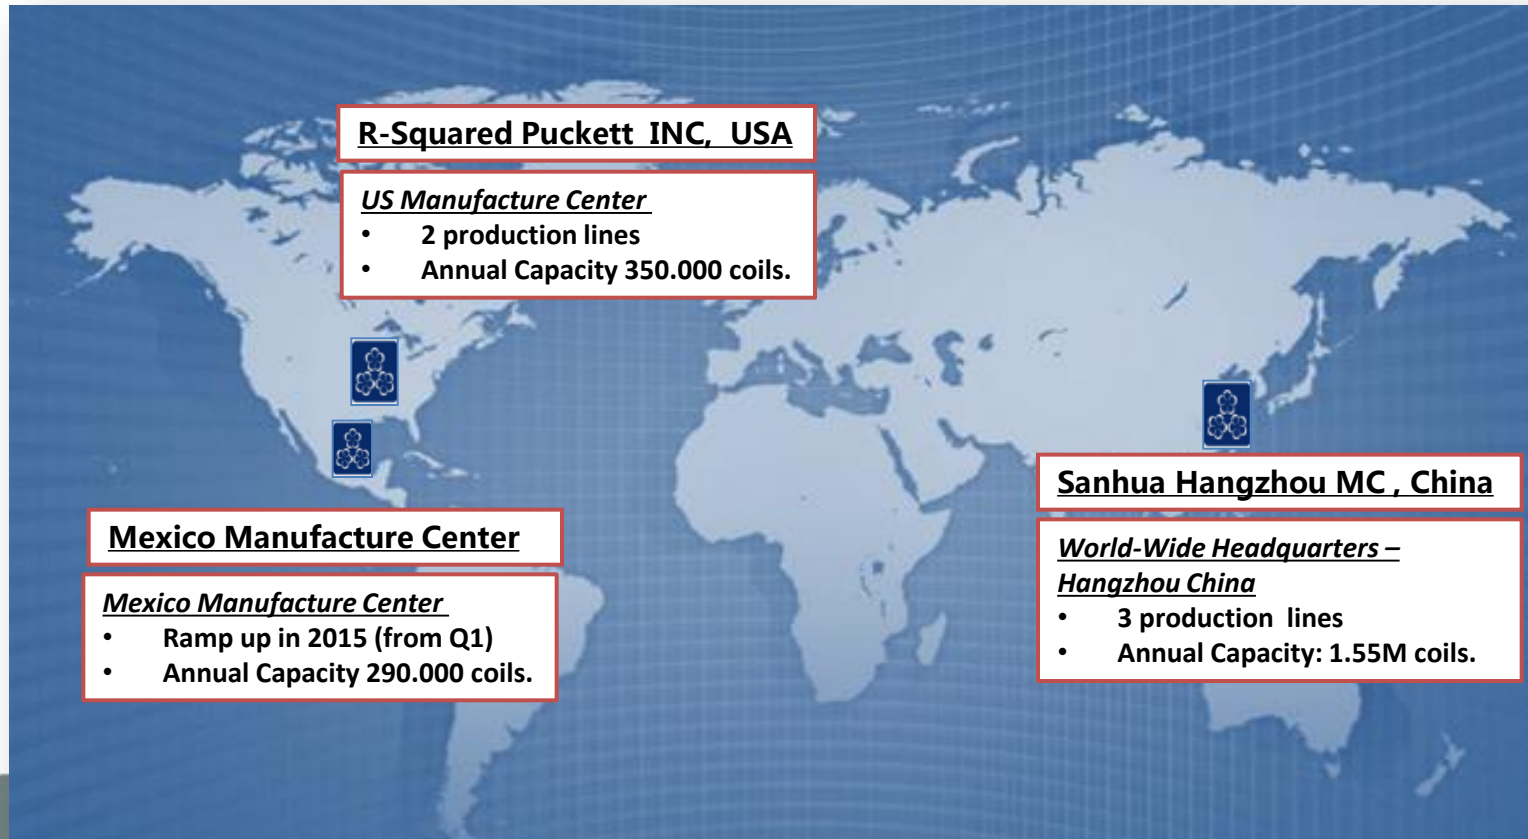 R-Squared Puckett INC, USA
US Manufacture Center
• 2 production lines
• Annual Capacity 350.000 coils.
Mexico Manufacture Center
Mexico Manufacture Center
• Ramp up in 2015 (from Q1)
• Annual Capacity 290.000 coils.
Sanhua Hangzhou MC , China
World-Wide Headquarters –
Hangzhou China
• 3 production lines
• Annual Capacity: 1.55M coils.